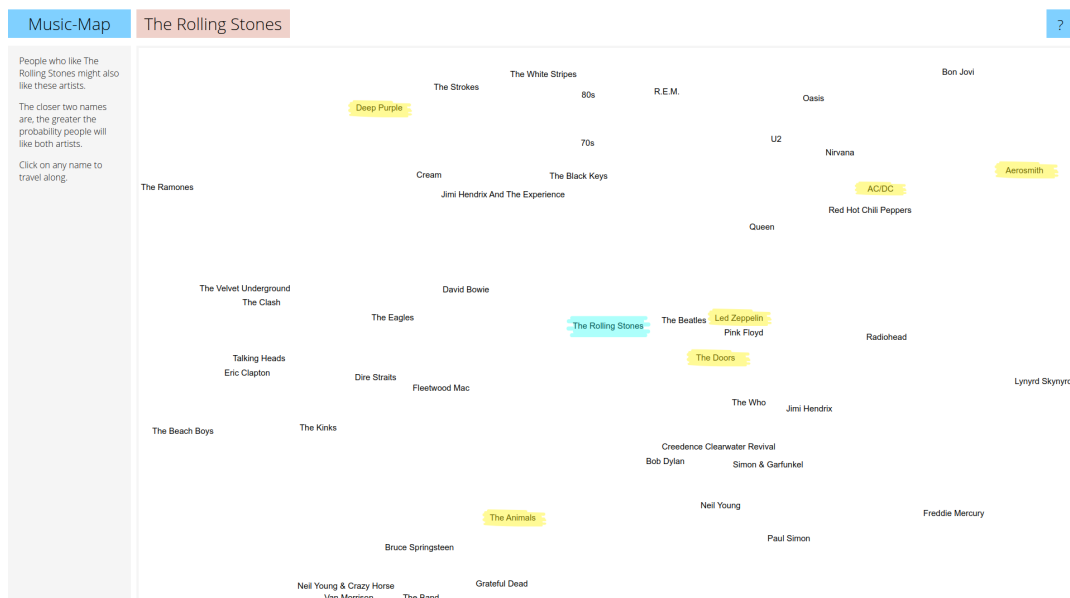 Music-Map
The Rolling Stones
?
People who like The
Rolling Stones might also
like these artists.
The closer two names
are, the greater the
probability people will
like both artists.
Click on any name to
travel along.
Bon Jovi
The White Stripes
The Strokes
R.E.M.
80s
Oasis
Deep Purple
U2
70s
Nirvana
Aerosmith
Cream
The Black Keys
The Ramones
AC/DC
Jimi Hendrix And The Experience
Red Hot Chili Peppers
Queen
The Velvet Underground
David Bowie
The Clash
The Eagles
Led Zeppelin
The Beatles
The Rolling Stones
Pink Floyd
Radiohead
The Doors
Talking Heads
Eric Clapton
Dire Straits
Lynyrd Skynyrd
Fleetwood Mac
The Who
Jimi Hendrix
The Kinks
The Beach Boys
Creedence Clearwater Revival
Bob Dylan
Simon & Garfunkel
Neil Young
Freddie Mercury
The Animals
Paul Simon
Bruce Springsteen
Grateful Dead
Neil Young & Crazy Horse
Van Morrison
The Band